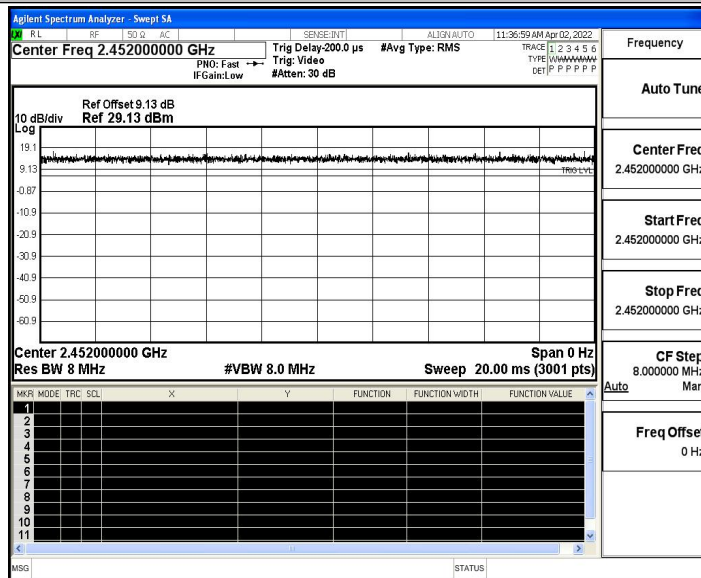 Agilent Spectrum Analyzer - Swept SA
LXI RL RF 50 Ω AC SENSE:INT ALIGN AUTO 11:36:59 AM Apr 02, 2022
Center Freq 2.452000000 GHz
Trig Delay-200.0 µs #Avg Type: RMS
TRACE 1 2 3 4 5 6
PNO: Fast Trig: Video
TYPE WWWWWW
IFGain:Low #Atten: 30 dB
DET P P P P P P
Ref Offset 9.13 dB
10 dB/div Ref 29.13 dBm
Log
19.1
9.13
TRIG LVL
-0.87
-10.9
-20.9
-30.9
-40.9
-50.9
-60.9
Center 2.452000000 GHz Span 0 Hz
Res BW 8 MHz #VBW 8.0 MHz Sweep 20.00 ms (3001 pts)
MKR MODE TRC SCL X Y FUNCTION FUNCTION WIDTH FUNCTION VALUE
1
2
3
4
5
6
7
8
9
10
11
MSG STATUS
Frequency
Auto Tune
Center Freq
2.452000000 GHz
Start Freq
2.452000000 GHz
Stop Freq
2.452000000 GHz
CF Step
8.000000 MHz
Auto Man
Freq Offset
0 Hz